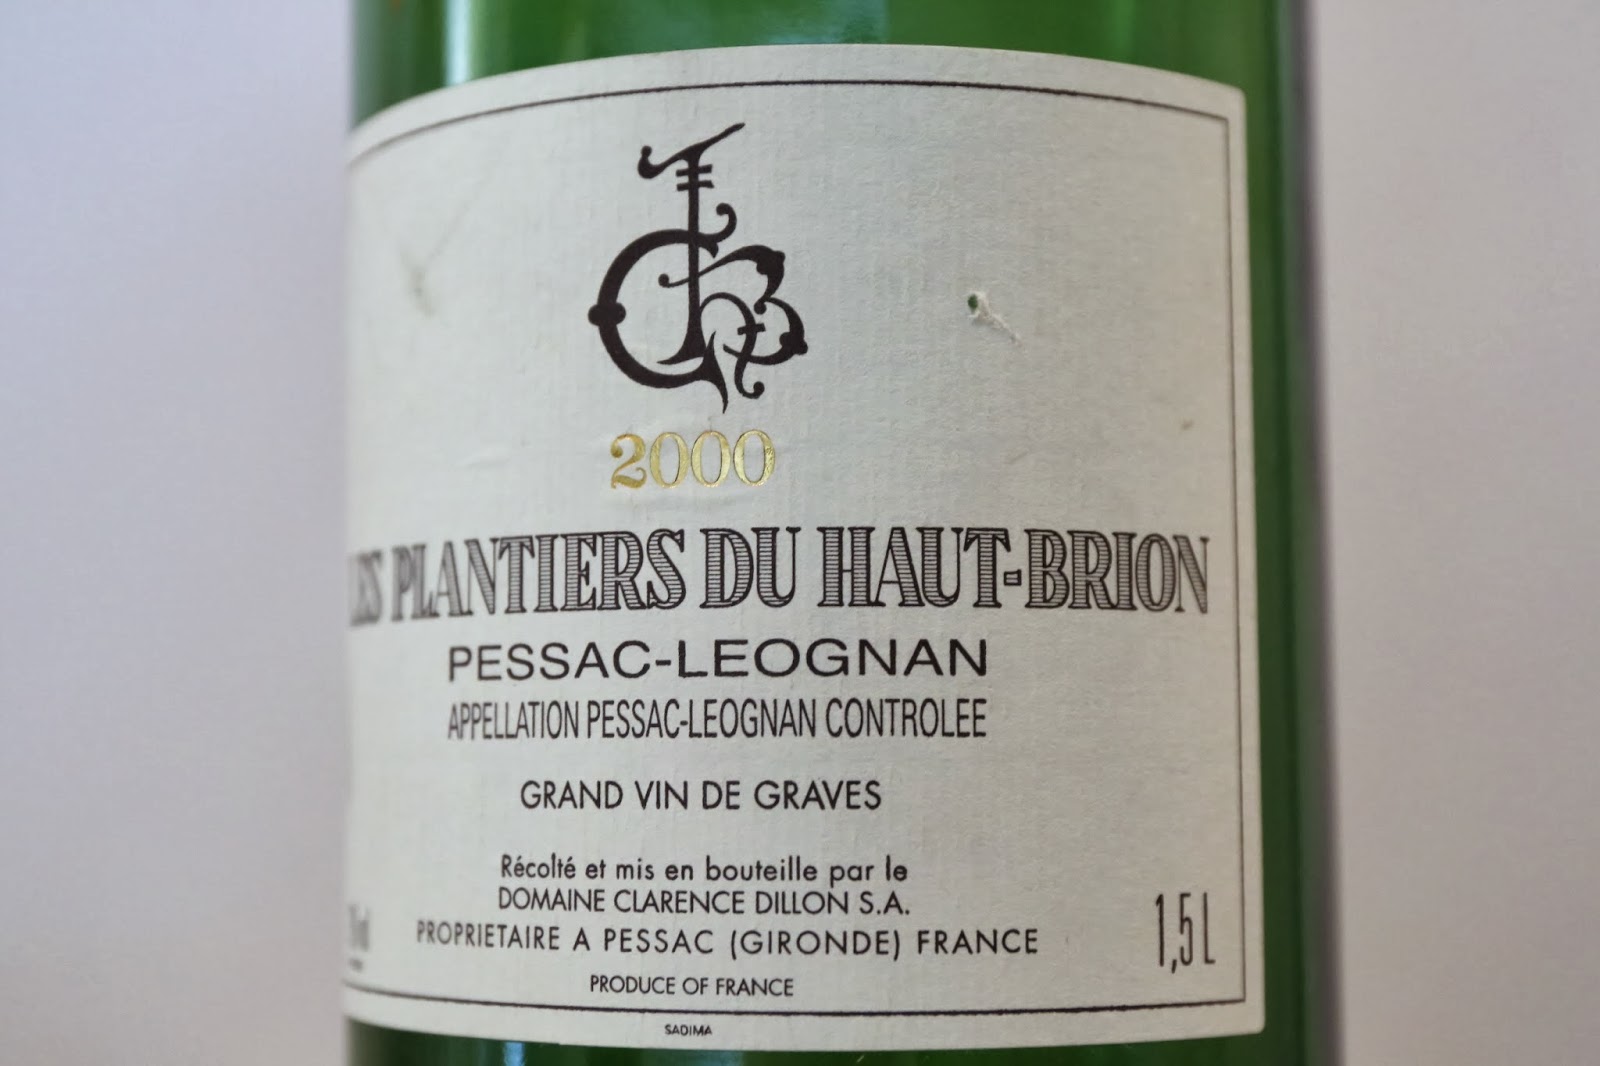 2000
LES PLANTIERS DU HAUT-BRION
PESSAC-LEOGNAN
APPELLATION PESSAC-LEOGNAN CONTROLEE
GRAND VIN DE GRAVES
Récolté et mis en bouteille par le
DOMAINE CLARENCE DILLON S.A.
PROPRIETAIRE A PESSAC (GIRONDE) FRANCE
1,5 L
PRODUCE OF FRANCE
SADIMA